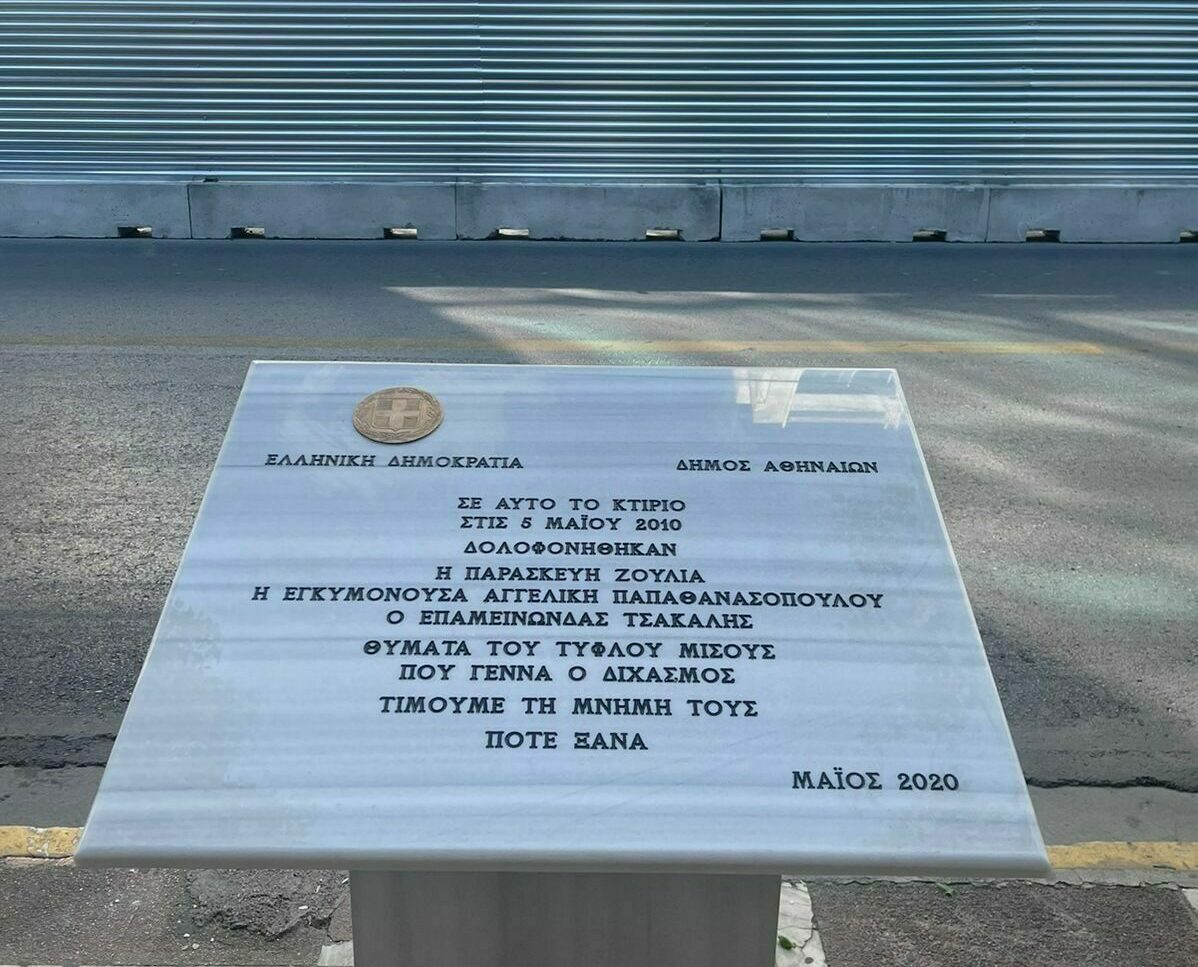 ΕΛΛΗΝΙΚΗ ΔΗΜΟΚΡΑΤΙΑ
ΔΗΜΟΣ ΑΘΗΝΑΙΩΝ
ΣΕ ΑΥΤΟ ΤΟ ΚΤΙΡΙΟ
ΣΤΙΣ 5 ΜΑΪΟΥ 2010
ΔΟΛΟΦΟΝΗΘΗΚΑΝ
Η ΠΑΡΑΣΚΕΥΗ ΖΟΥΛΙΑ
Η ΕΓΚΥΜΟΝΟΥΣΑ ΑΓΓΕΛΙΚΗ ΠΑΠΑΘΑΝΑΣΟΠΟΥΛΟΥ
Ο ΕΠΑΜΕΙΝΩΝΔΑΣ ΤΣΑΚΑΛΗΣ
ΘΥΜΑΤΑ ΤΟΥ ΤΥΦΛΟΥ ΜΙΣΟΥΣ
ΠΟΥ ΓΕΝΝΑ Ο ΔΙΧΑΣΜΟΣ
ΤΙΜΟΥΜΕ ΤΗ ΜΝΗΜΗ ΤΟΥΣ
ΠΟΤΕ ΞΑΝΑ
ΜΑΪΟΣ 2020